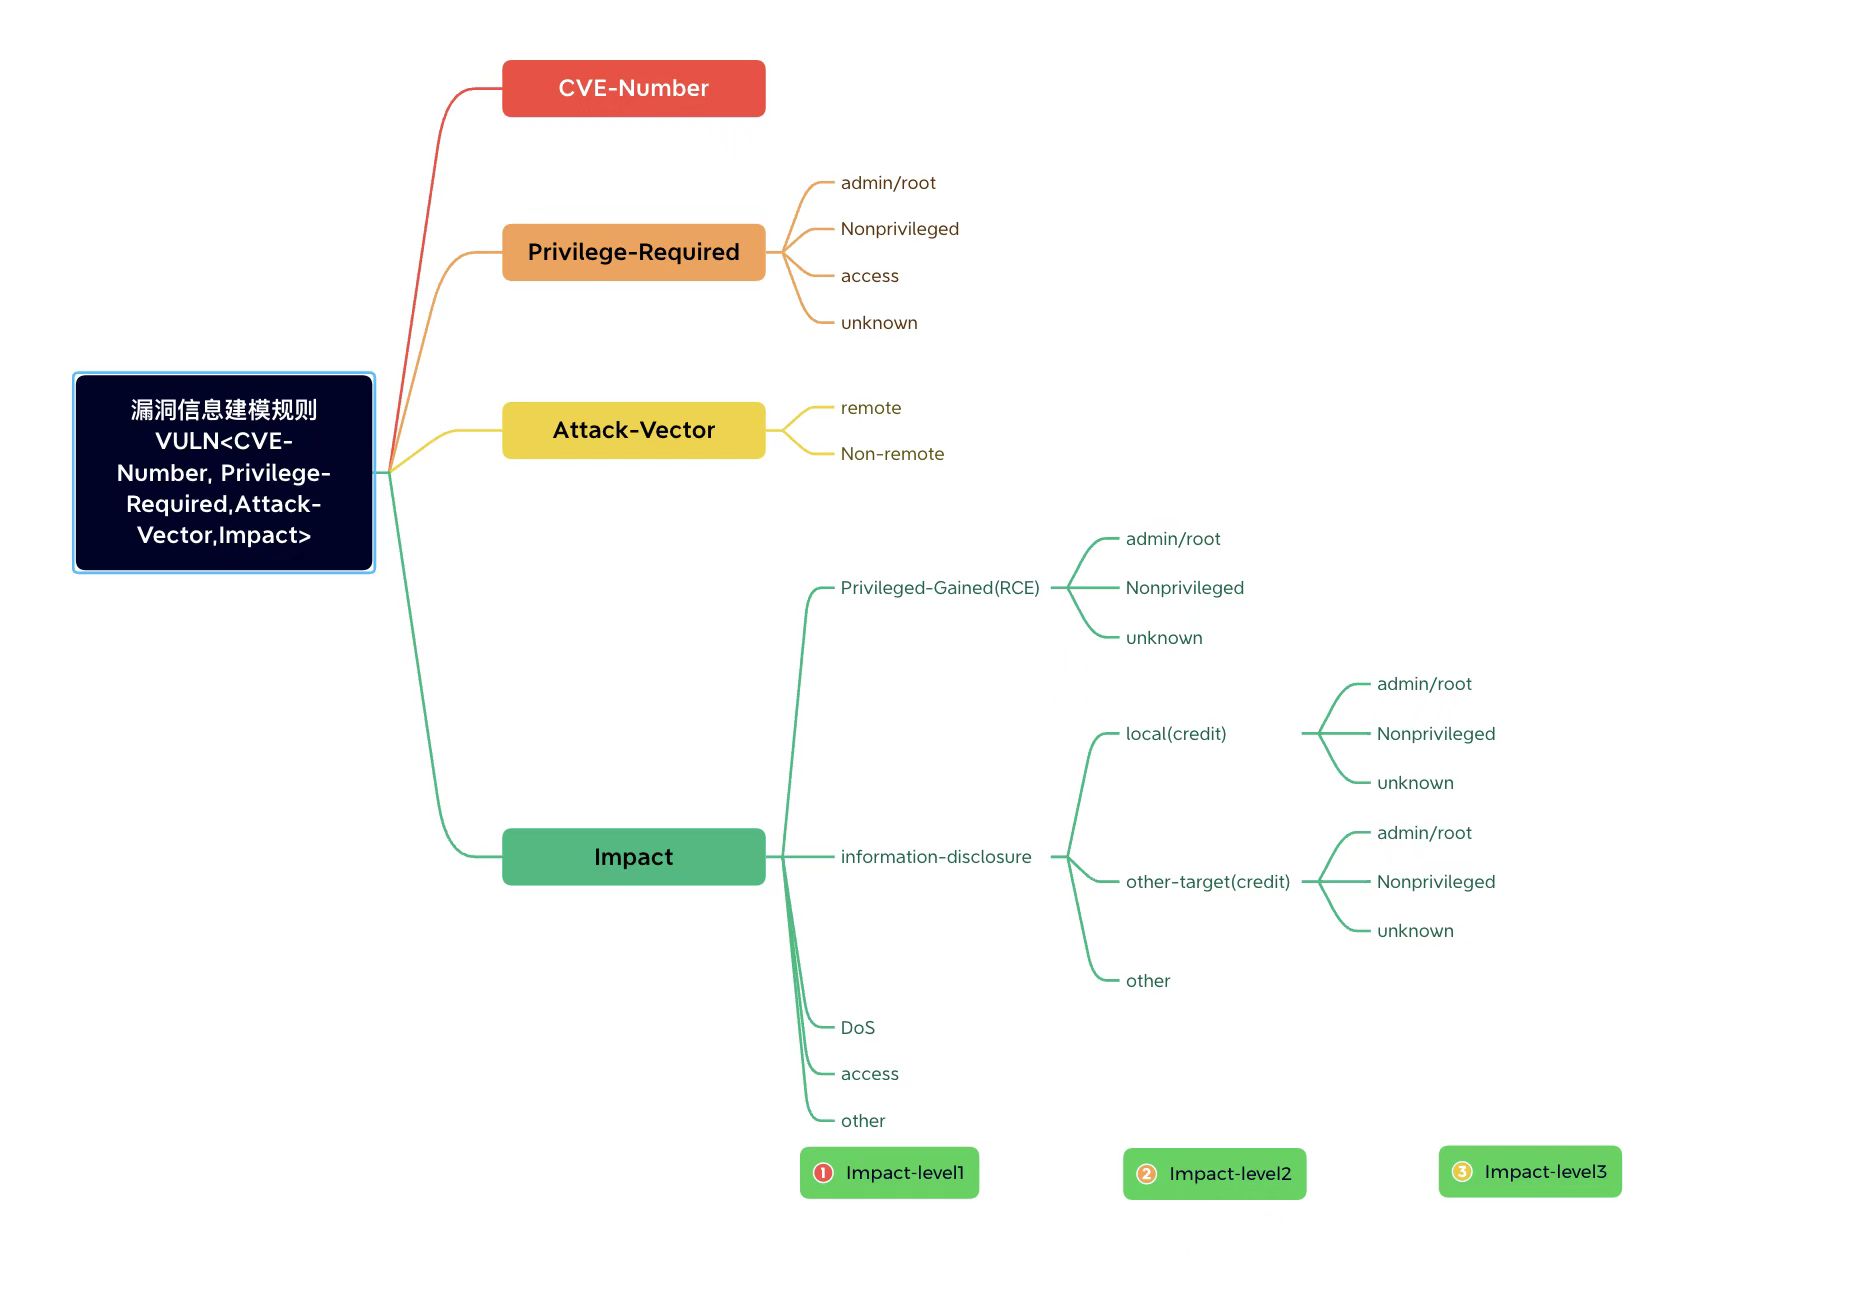 漏洞信息建模规则
VULN<CVE-
Number, Privilege-
Required,Attack-
Vector,Impact>
CVE-Number
Privilege-Required
admin/root
Nonprivileged
access
unknown
Attack-Vector
remote
Non-remote
Impact
Privileged-Gained(RCE)
admin/root
Nonprivileged
unknown
information-disclosure
local(credit)
admin/root
Nonprivileged
unknown
other-target(credit)
admin/root
Nonprivileged
unknown
other
DoS
access
other
1 Impact-level1
2 Impact-level2
3 Impact-level3